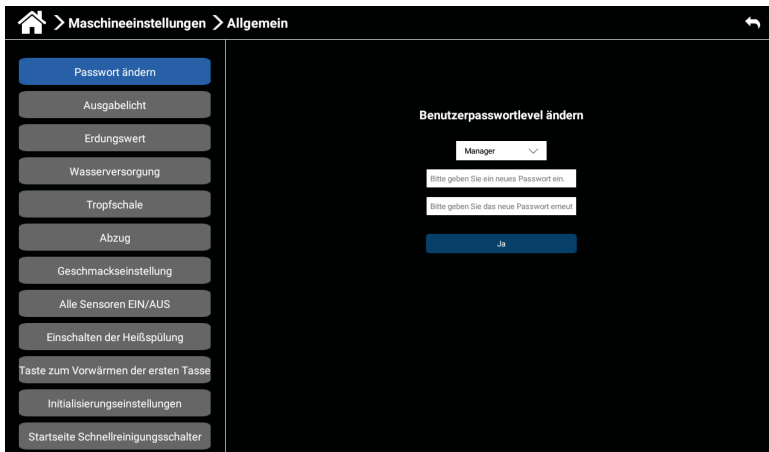 Maschineeinstellungen
Allgemein
Passwort ändern
Ausgabelicht
Erdungswert
Wasserversorgung
Tropfschale
Abzug
Geschmackseinstellung
Alle Sensoren EIN/AUS
Einschalten der Heißspülung
Taste zum Vorwärmen der ersten Tasse
Initialisierungseinstellungen
Startseite Schnellreinigungsschalter
Benutzerpasswortlevel ändern
Manager
Bitte geben Sie ein neues Passwort ein.
Bitte geben Sie das neue Passwort erneut
Ja